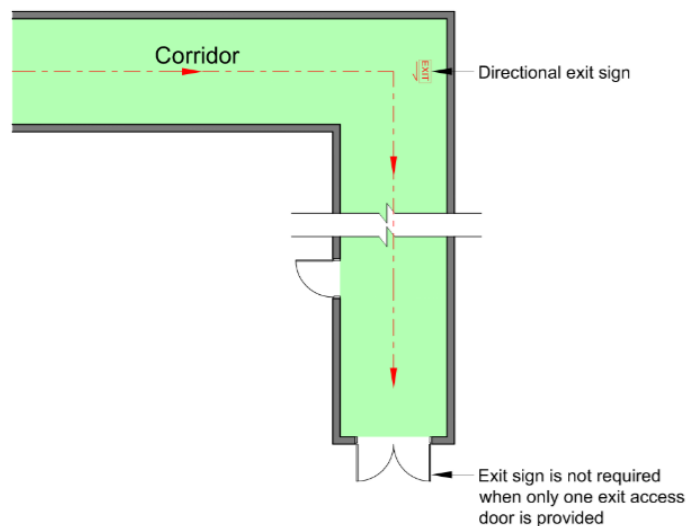 Corridor
EXIT
Directional exit sign
Exit sign is not required
when only one exit access
door is provided